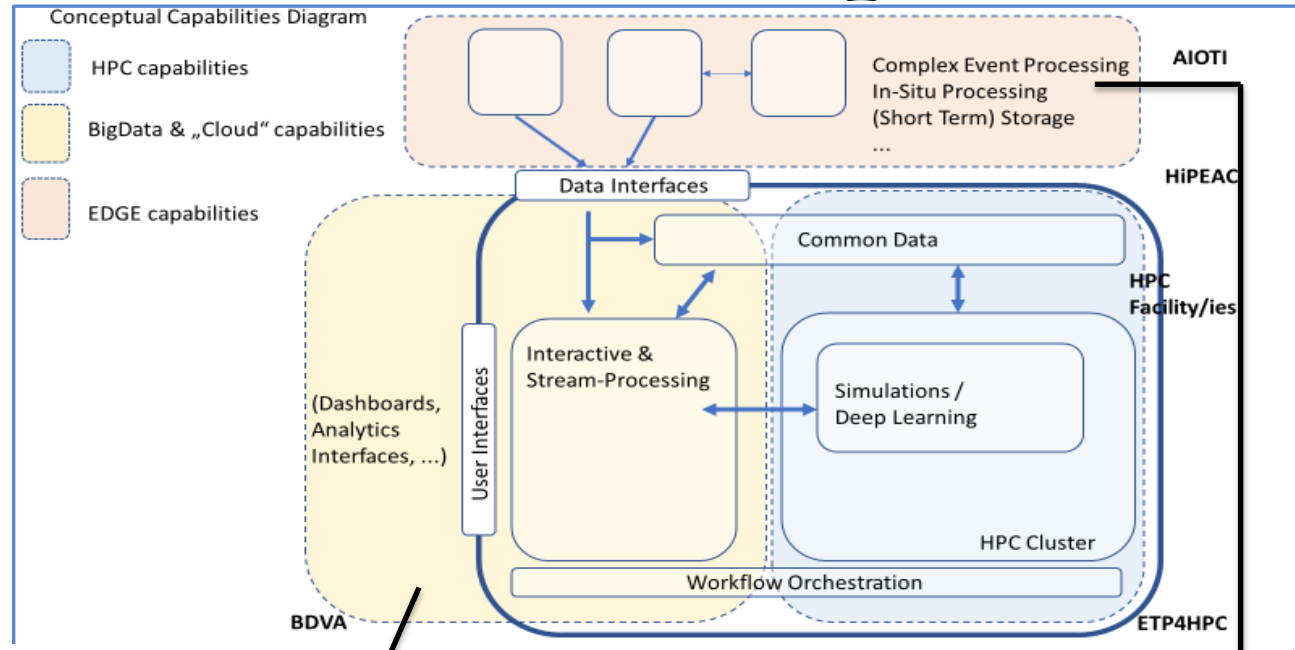 Conceptual Capabilities Diagram
HPC capabilities
BigData & „Cloud“ capabilities
EDGE capabilities
Complex Event Processing
In-Situ Processing
(Short Term) Storage
...
AIOTI
HiPEAC
Data Interfaces
Common Data
HPC
Facility/ies
User Interfaces
(Dashboards,
Analytics
Interfaces, ...)
Interactive &
Stream-Processing
Simulations /
Deep Learning
HPC Cluster
Workflow Orchestration
BDVA
ETP4HPC